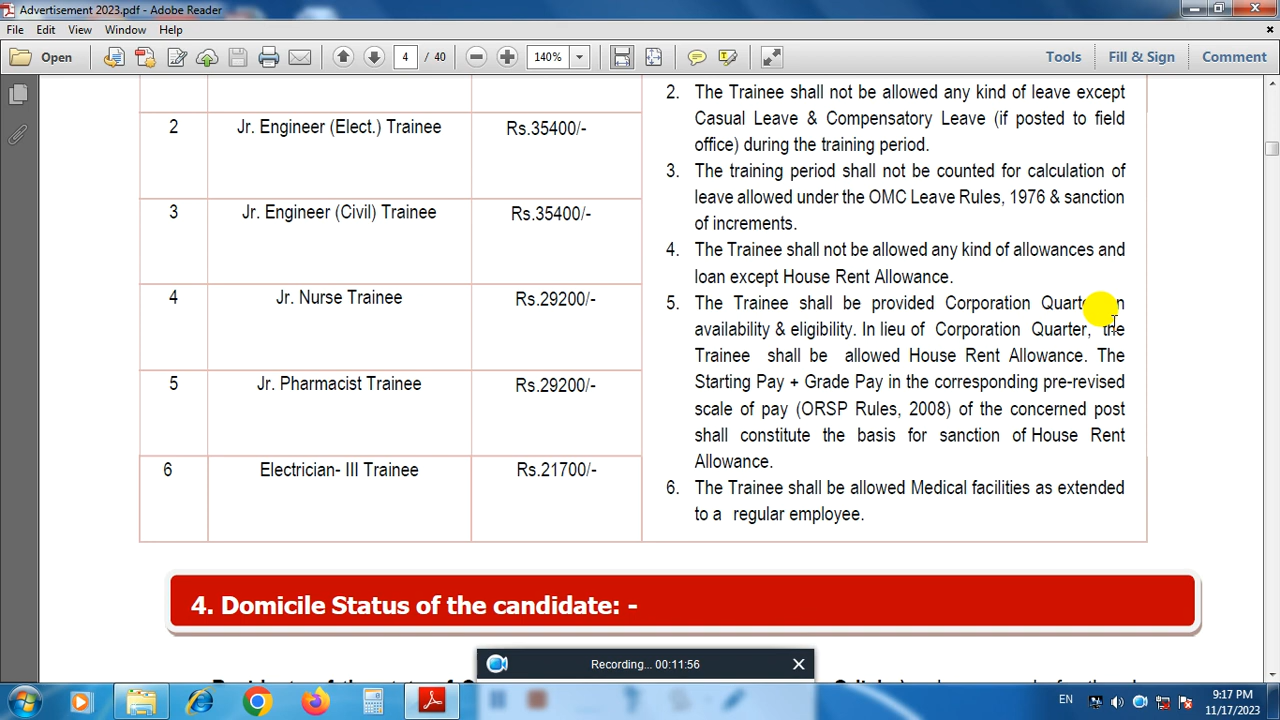 Advertisement 2023.pdf - Adobe Reader
File Edit View Window Help
Open 4 / 40 140% Tools Fill & Sign Comment
2. The Trainee shall not be allowed any kind of leave except
Casual Leave & Compensatory Leave (if posted to field
office) during the training period.
3. The training period shall not be counted for calculation of
leave allowed under the OMC Leave Rules, 1976 & sanction
of increments.
4. The Trainee shall not be allowed any kind of allowances and
loan except House Rent Allowance.
5. The Trainee shall be provided Corporation
availability & eligibility. In lieu of Corporation Quarter, the
Trainee shall be allowed House Rent Allowance. The
Starting Pay + Grade Pay in the corresponding pre-revised
scale of pay (ORSP Rules, 2008) of the concerned post
shall constitute the basis for sanction of House Rent
Allowance.
6. The Trainee shall be allowed Medical facilities as extended
to a regular employee.
2 Jr. Engineer (Elect.) Trainee Rs.35400/-
3 Jr. Engineer (Civil) Trainee Rs.35400/-
4 Jr. Nurse Trainee Rs.29200/-
5 Jr. Pharmacist Trainee Rs.29200/-
6 Electrician- III Trainee Rs.21700/-
4. Domicile Status of the candidate: -
Recording... 00:11:56
EN
9:17 PM
11/17/2023